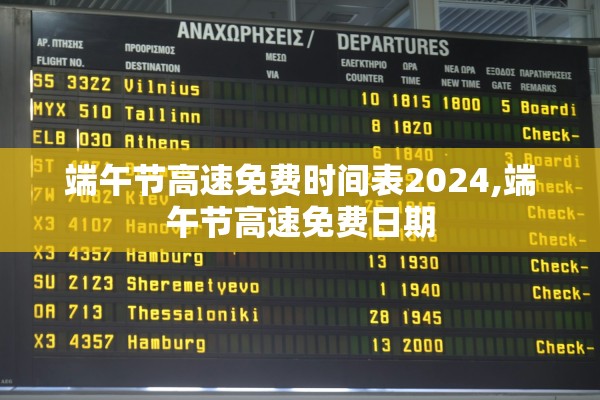 ΑΝΑΧΩΡΗΣΕΙΣ / DEPARTURES
ΑΡ. ΠΤΗΣΗΣ ΠΡΟΟΡΙΣΜΟΣ ΜΕΣΩ ΕΛΕΓΚΤΗΡΙΟ ΩΡΑ ΝΕΑ ΩΡΑ ΕΞΟΔΟΣ ΠΑΡΑΤΗΡΗΣΕΙΣ
FLIGHT NO. DESTINATION VIA COUNTER TIME NEW TIME GATE REMARKS
S5 3322 Vilnius 10 1815 1800 5 Boardi
MYX 510 Tallinn 8 1820 Check-
ELB 030 Athens 6 1840 3 Boardi
端午节高速免费时间表2024,端
午节高速免费日期
X3 4107 Hanover
X3 4357 Hamburg 13 1930 Check-
SU 2123 Sheremetyevo 1 1940 Check-
OA 713 Thessaloniki 28 1945
X3 4357 Hamburg 13 2000 Check-